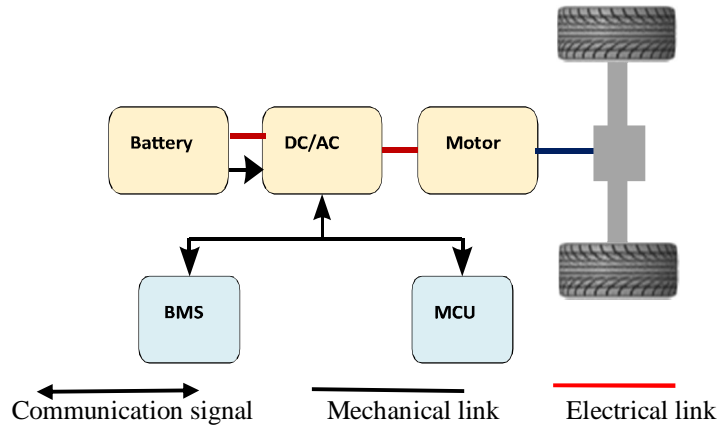 Battery
DC/AC
Motor
BMS
MCU
Communication signal
Mechanical link
Electrical link